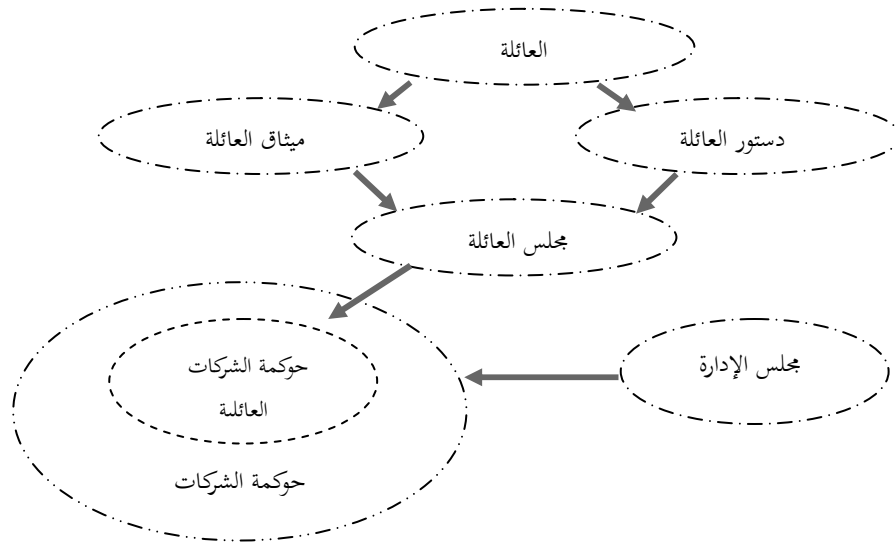 العائلة
دستور العائلة
ميثاق العائلة
مجلس العائلة
مجلس الإدارة
حوكمة الشركات
العائلية
حوكمة الشركات